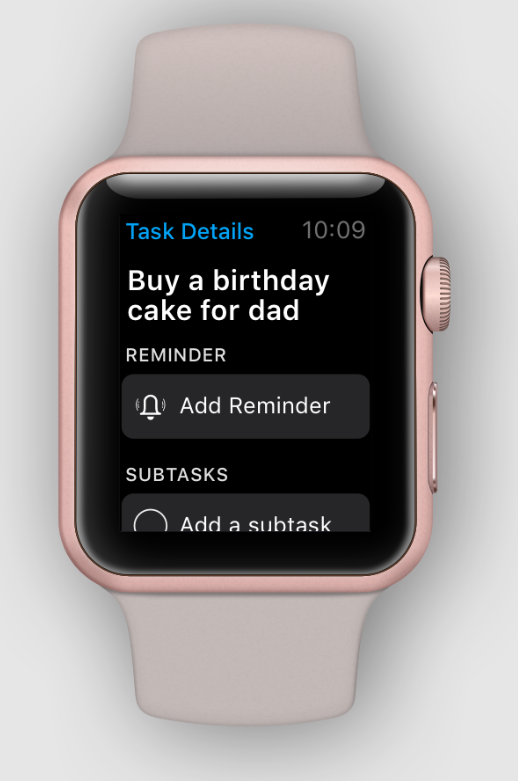 Task Details 10:09
Buy a birthday
cake for dad
REMINDER
Add Reminder
SUBTASKS
Add a subtask